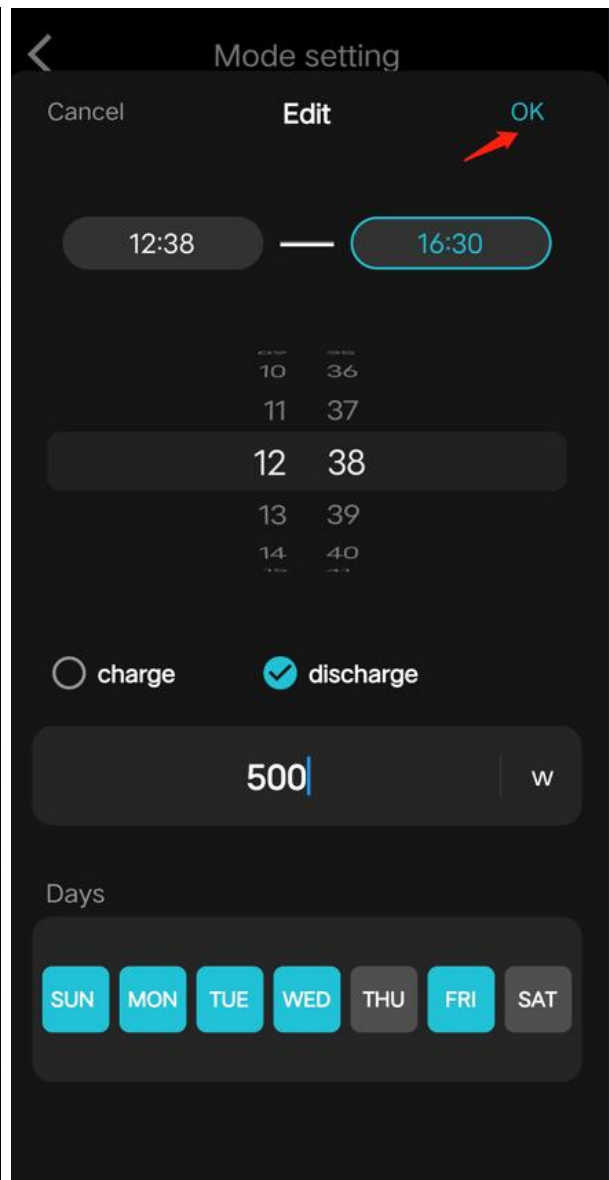 Mode setting
Cancel Edit OK
12:38 — 16:30
10 36
11 37
12 38
13 39
14 40
charge discharge
500 W
Days
SUN MON TUE WED THU FRI SAT